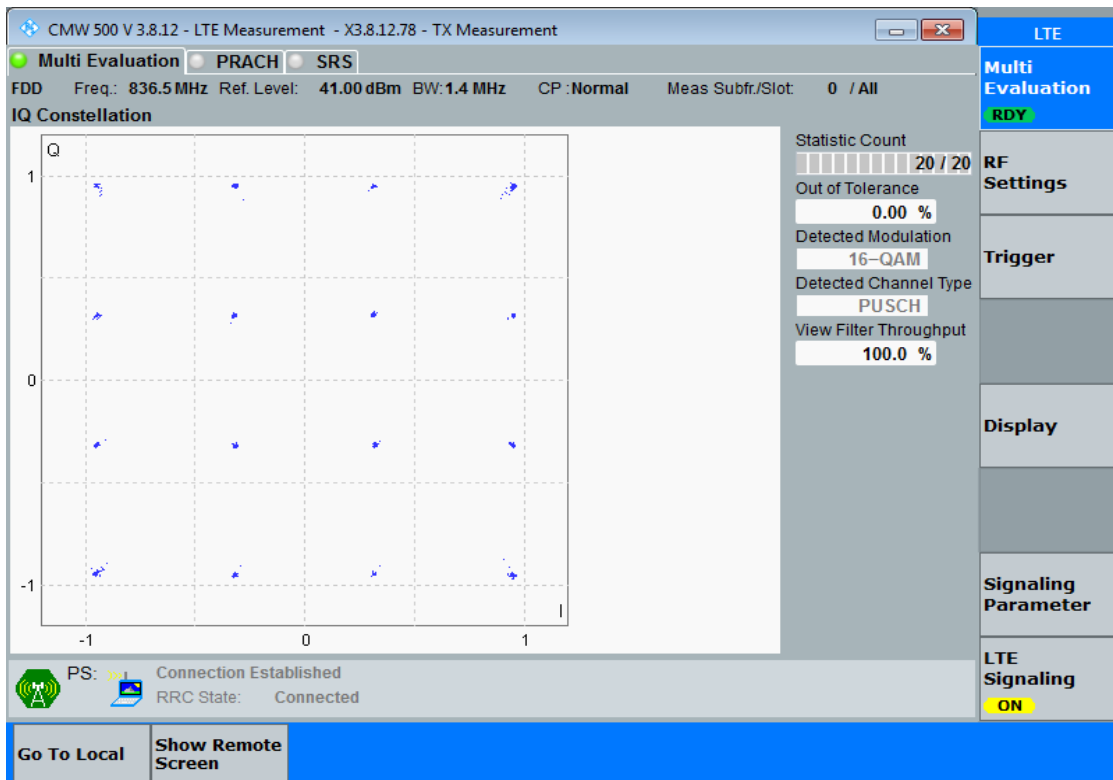 CMW 500 V 3.8.12 - LTE Measurement - X3.8.12.78 - TX Measurement
LTE
Multi Evaluation PRACH SRS
FDD Freq.: 836.5 MHz Ref. Level: 41.00 dBm BW: 1.4 MHz CP : Normal Meas Subfr./Slot: 0 / All
IQ Constellation
Q
1
0
-1
-1 0 1
I
Statistic Count
20 / 20
Out of Tolerance
0.00 %
Detected Modulation
16-QAM
Detected Channel Type
PUSCH
View Filter Throughput
100.0 %
Multi
Evaluation
RDY
RF
Settings
Trigger
Display
Signaling
Parameter
LTE
Signaling
ON
PS: Connection Established
RRC State: Connected
Go To Local
Show Remote
Screen